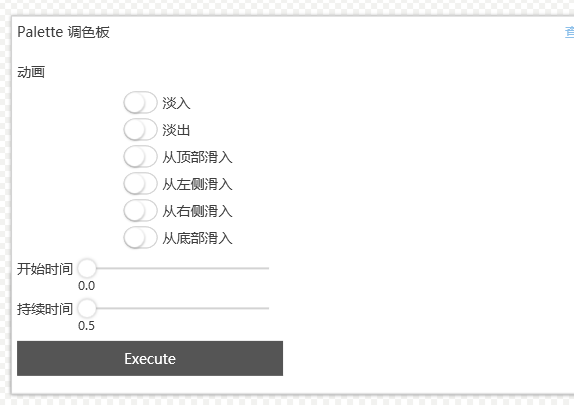 Palette 调色板
动画
淡入
淡出
从顶部滑入
从左侧滑入
从右侧滑入
从底部滑入
开始时间
0.0
持续时间
0.5
Execute